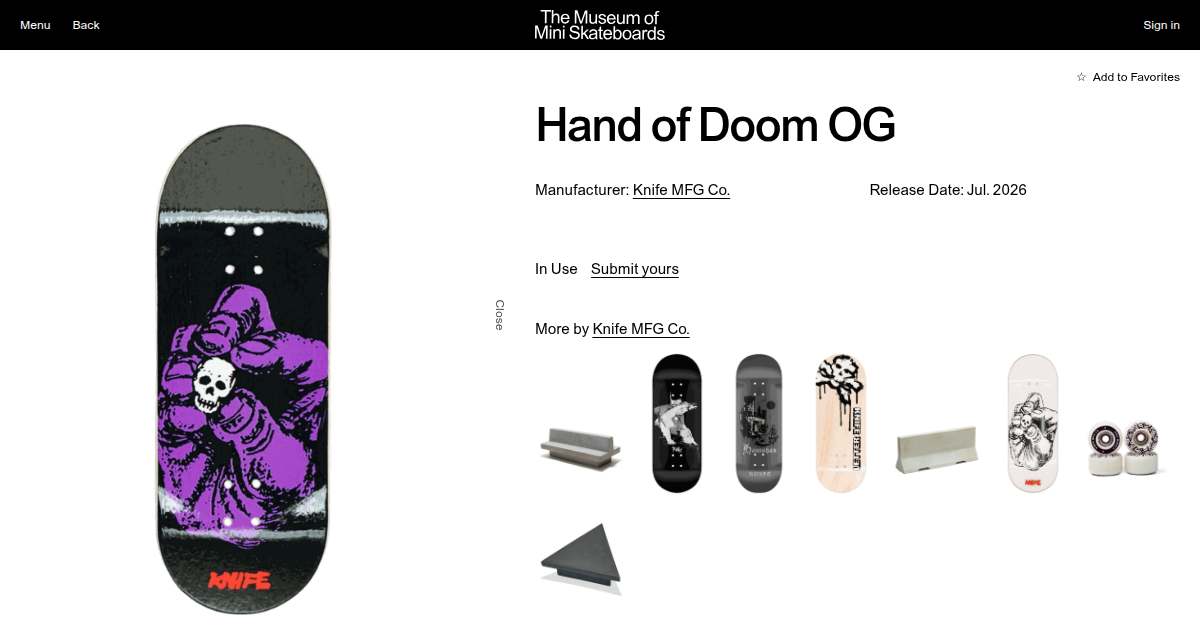 Menu
Back
The Museum of
Mini Skateboards
Sign in
☆ Add to Favorites
Hand of Doom OG
Manufacturer: Knife MFG Co.
Release Date: Jul. 2026
In Use
Submit yours
Close
More by Knife MFG Co.
KNIFE